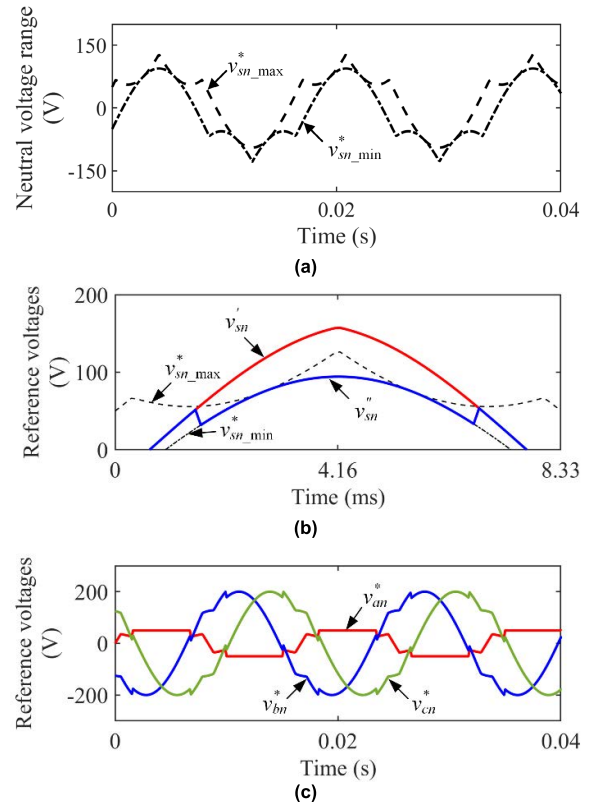 Neutral voltage range
(V)
150
0
-150
v*sn_max
v*sn_min
0
0.02
0.04
Time (s)
(a)
Reference voltages
(V)
200
100
0
v'sn
v*sn_max
v''sn
v*sn_min
0
4.16
8.33
Time (ms)
(b)
Reference voltages
(V)
200
0
-200
v*an
v*bn
v*cn
0
0.02
0.04
Time (s)
(c)